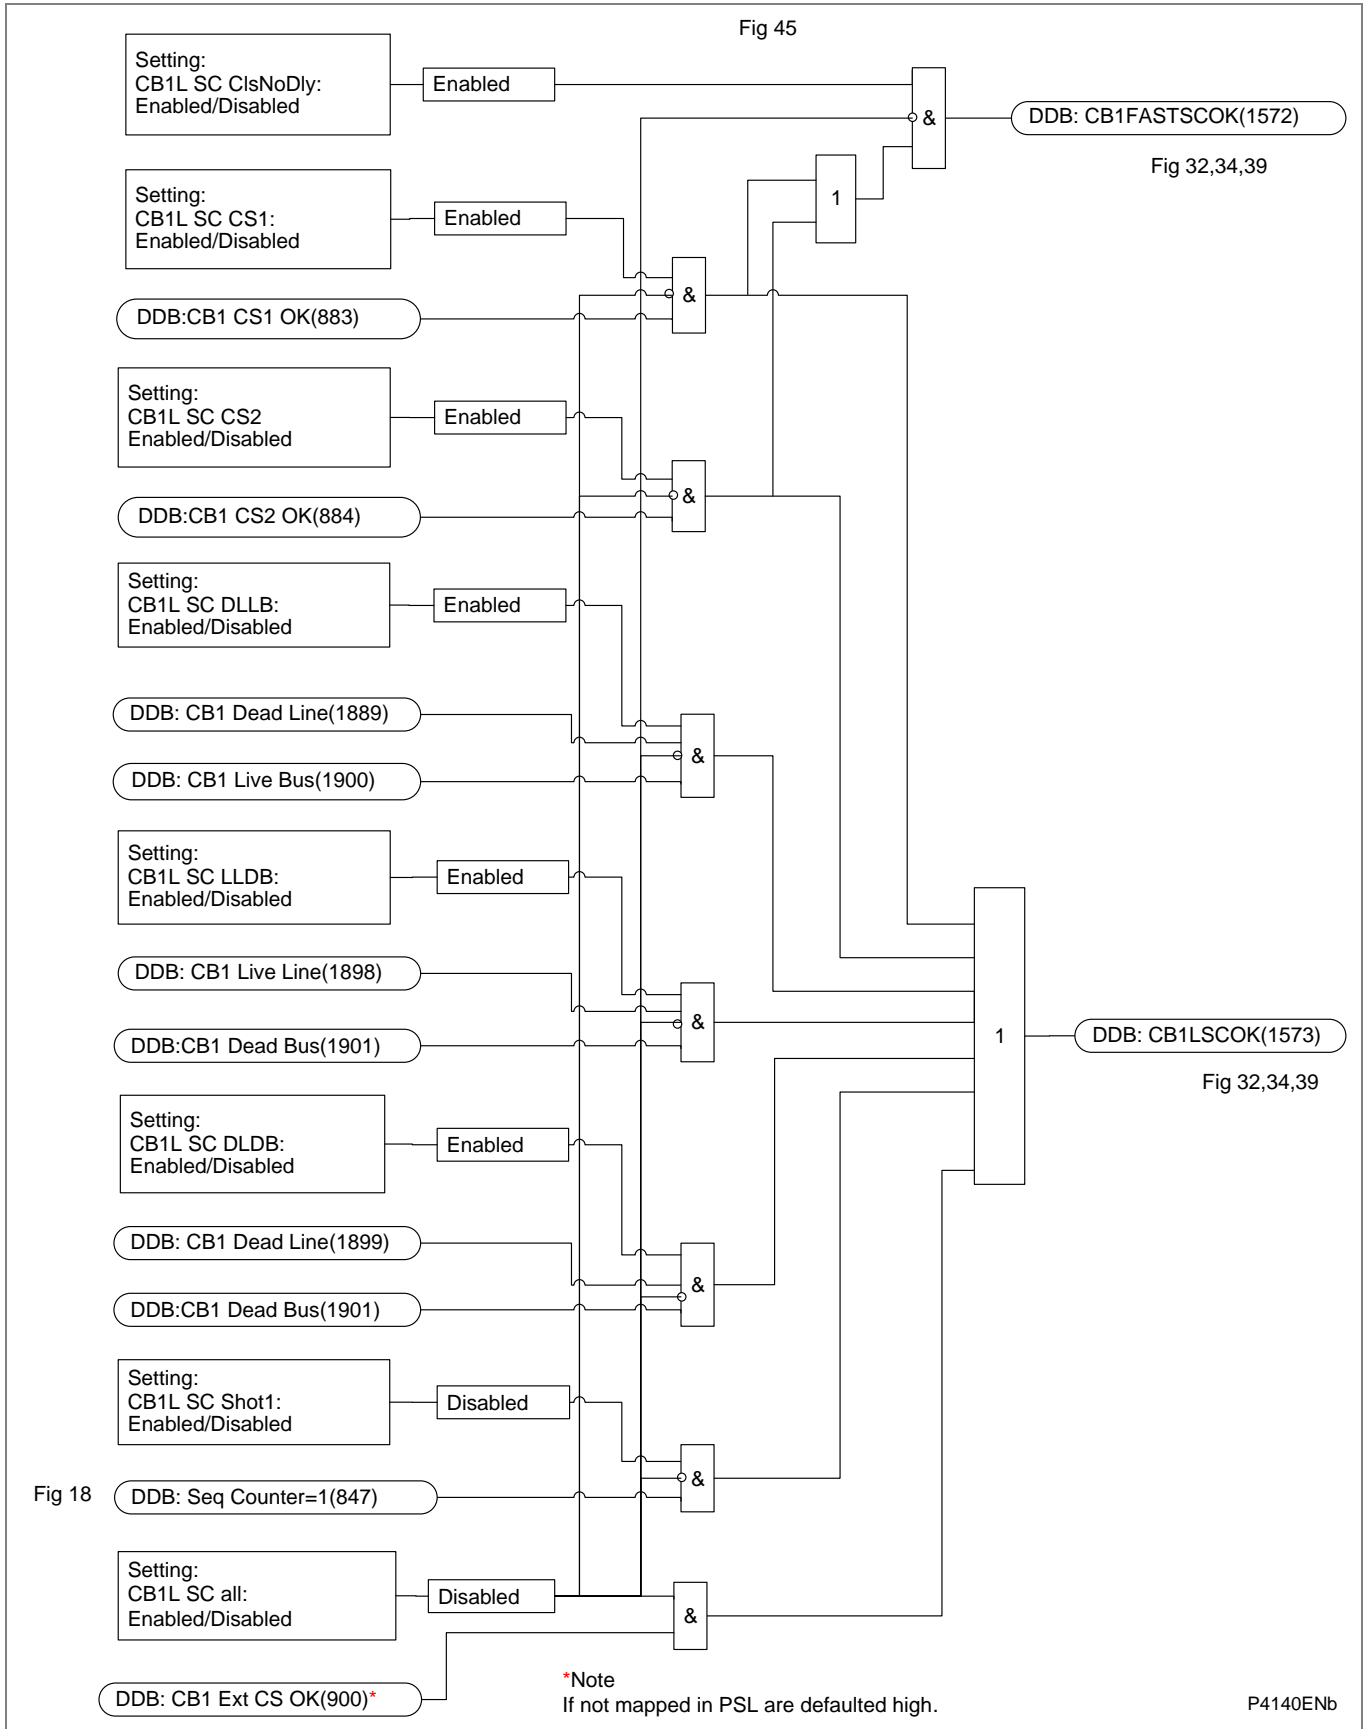 Fig 45
Setting:
CB1L SC ClsNoDly:
Enabled/Disabled
Enabled
&
DDB: CB1FASTSCOK(1572)
Fig 32,34,39
1
Setting:
CB1L SC CS1:
Enabled/Disabled
Enabled
&
DDB:CB1 CS1 OK(883)
Setting:
CB1L SC CS2
Enabled/Disabled
Enabled
&
DDB:CB1 CS2 OK(884)
Setting:
CB1L SC DLLB:
Enabled/Disabled
Enabled
DDB: CB1 Dead Line(1889)
&
DDB: CB1 Live Bus(1900)
Setting:
CB1L SC LLDB:
Enabled/Disabled
Enabled
DDB: CB1 Live Line(1898)
&
DDB:CB1 Dead Bus(1901)
1
DDB: CB1LSCOK(1573)
Fig 32,34,39
Setting:
CB1L SC DLDB:
Enabled/Disabled
Enabled
DDB: CB1 Dead Line(1899)
&
DDB:CB1 Dead Bus(1901)
Setting:
CB1L SC Shot1:
Enabled/Disabled
Disabled
&
Fig 18
DDB: Seq Counter=1(847)
Setting:
CB1L SC all:
Enabled/Disabled
Disabled
&
DDB: CB1 Ext CS OK(900)*
*Note
If not mapped in PSL are defaulted high.
P4140ENb